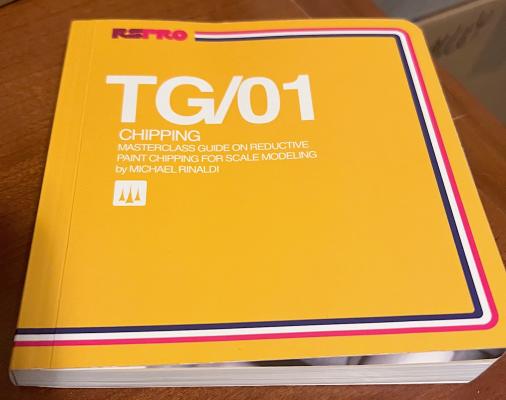 RSPRO
TG/01
CHIPPING
MASTERCLASS GUIDE ON REDUCTIVE
PAINT CHIPPING FOR SCALE MODELING
by MICHAEL RINALDI